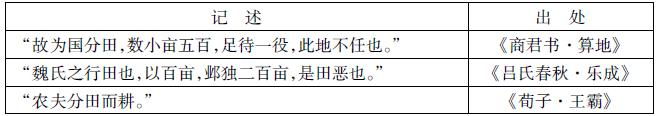 记 述 出 处
“故为国分田,数小亩五百,足待一役,此地不任也。” 《商君书·算地》
“魏氏之行田也,以百亩,邺独二百亩,是田恶也。” 《吕氏春秋·乐成》
“农夫分田而耕。” 《荀子·王霸》